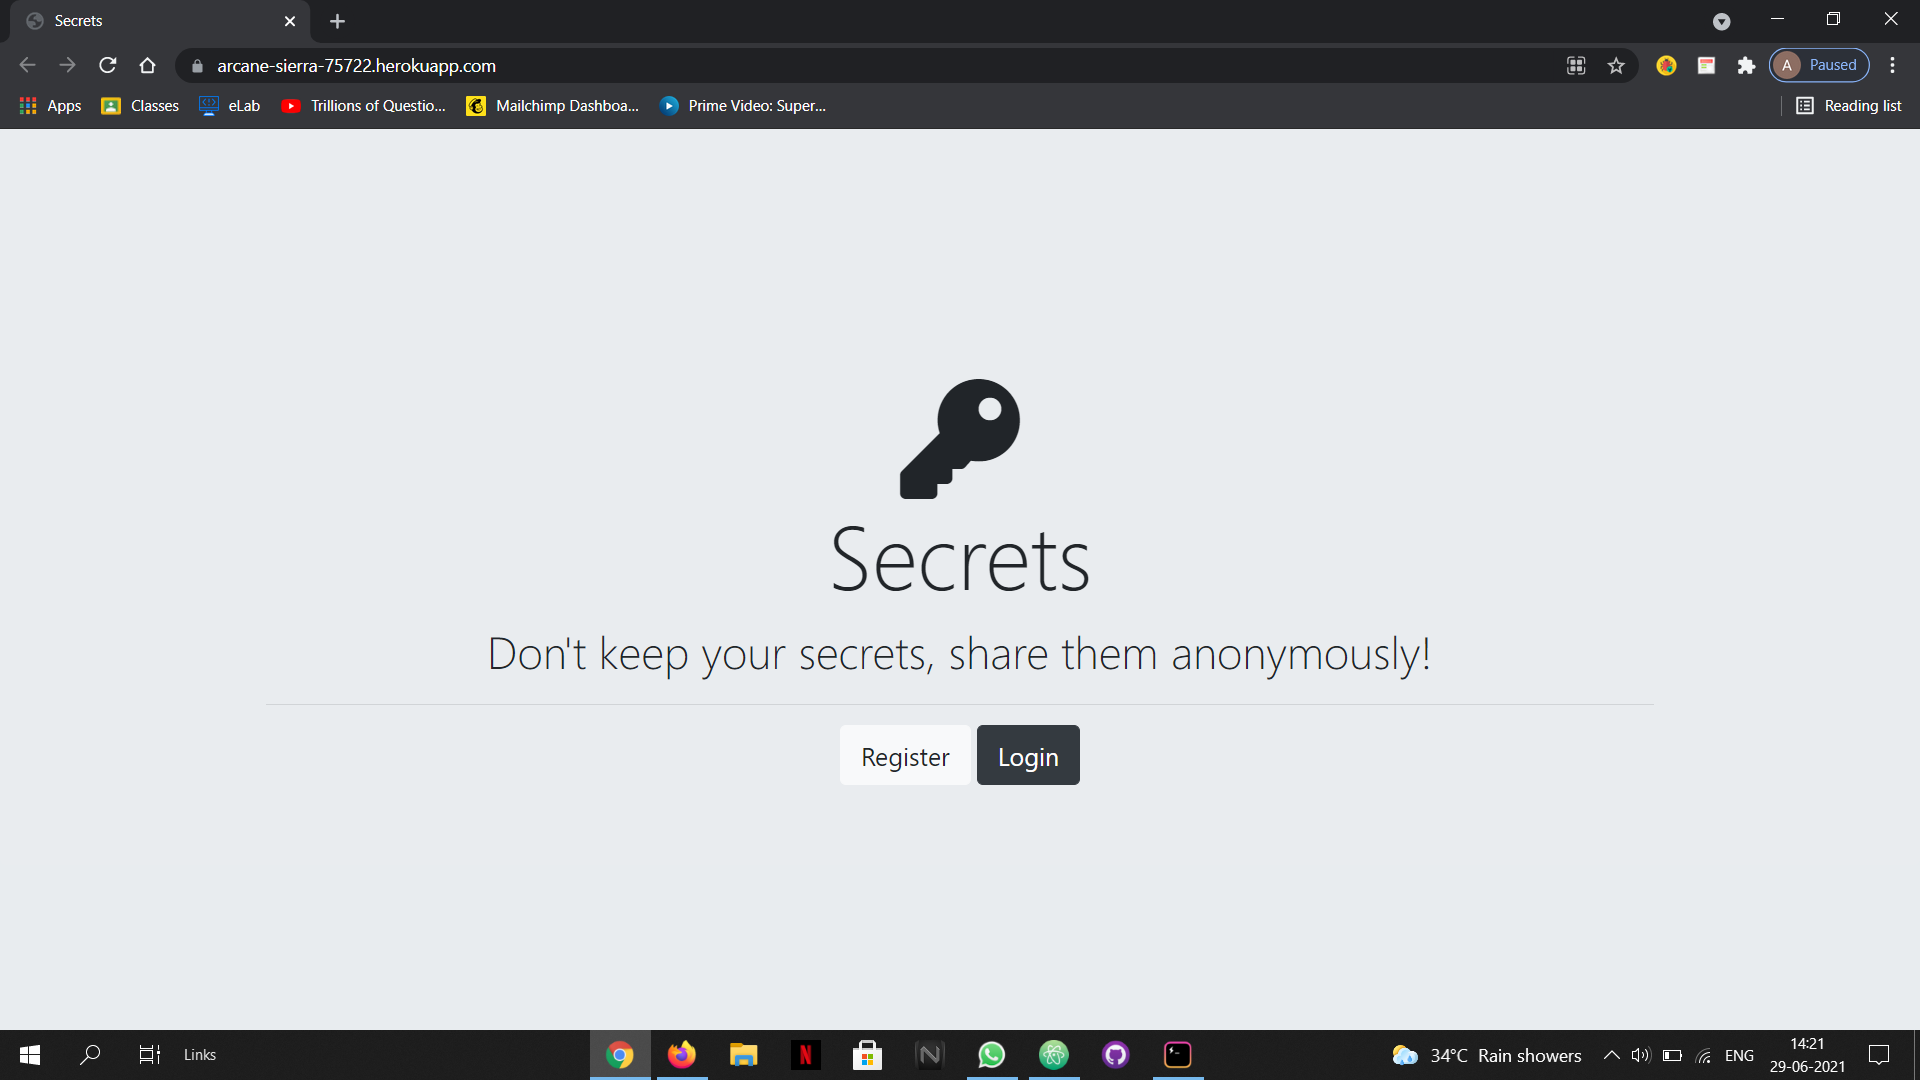 Secrets
arcane-sierra-75722.herokuapp.com
A Paused
Apps Classes eLab Trillions of Questio... Mailchimp Dashboa... Prime Video: Super... Reading list
Secrets
Don't keep your secrets, share them anonymously!
Register Login
Links
34°C Rain showers
ENG
14:21
29-06-2021